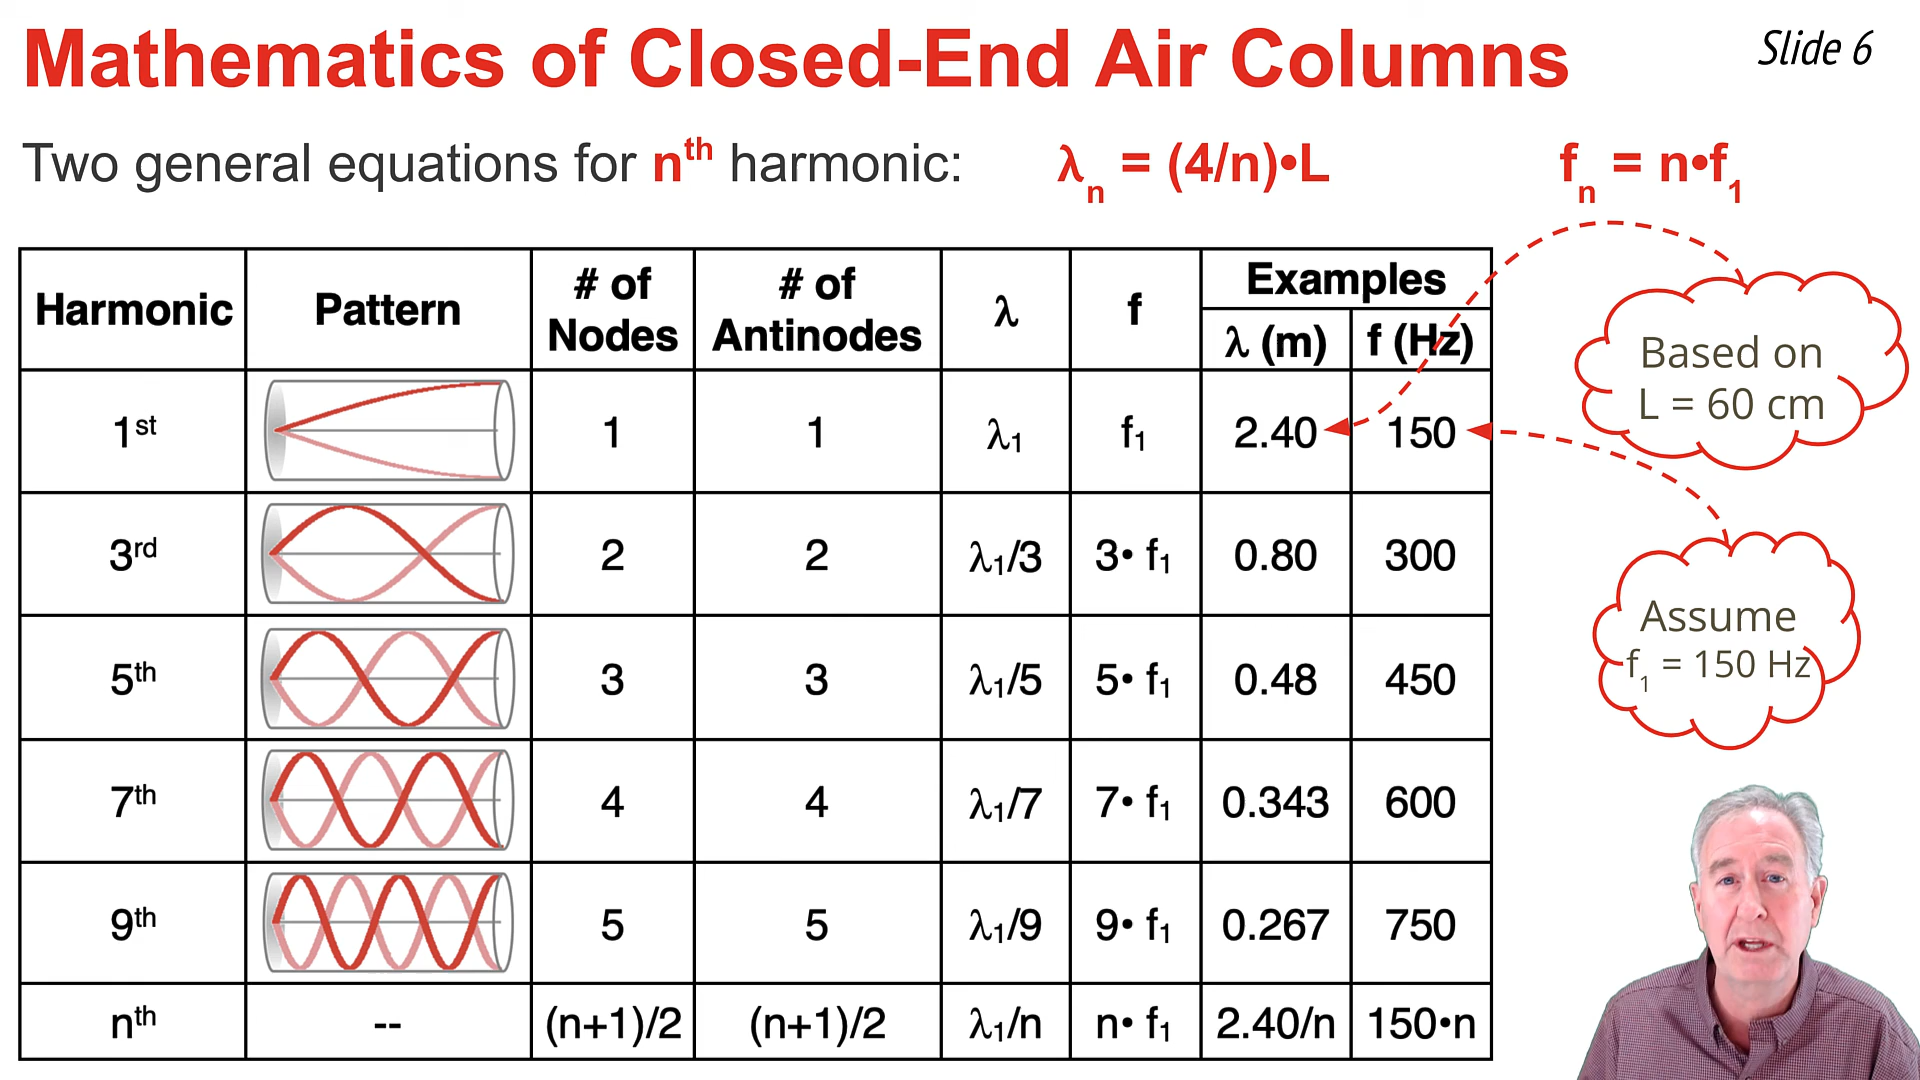 Mathematics of Closed-End Air Columns
Slide 6
Two general equations for nth harmonic: λn = (4/n)•L fn = n•f1
Harmonic Pattern # of Nodes # of Antinodes λ f Examples
λ (m) f (Hz)
1st 1 1 λ1 f1 2.40 150
3rd 2 2 λ1/3 3• f1 0.80 300
5th 3 3 λ1/5 5• f1 0.48 450
7th 4 4 λ1/7 7• f1 0.343 600
9th 5 5 λ1/9 9• f1 0.267 750
nth -- (n+1)/2 (n+1)/2 λ1/n n• f1 2.40/n 150•n
Based on
L = 60 cm
Assume
f1 = 150 Hz